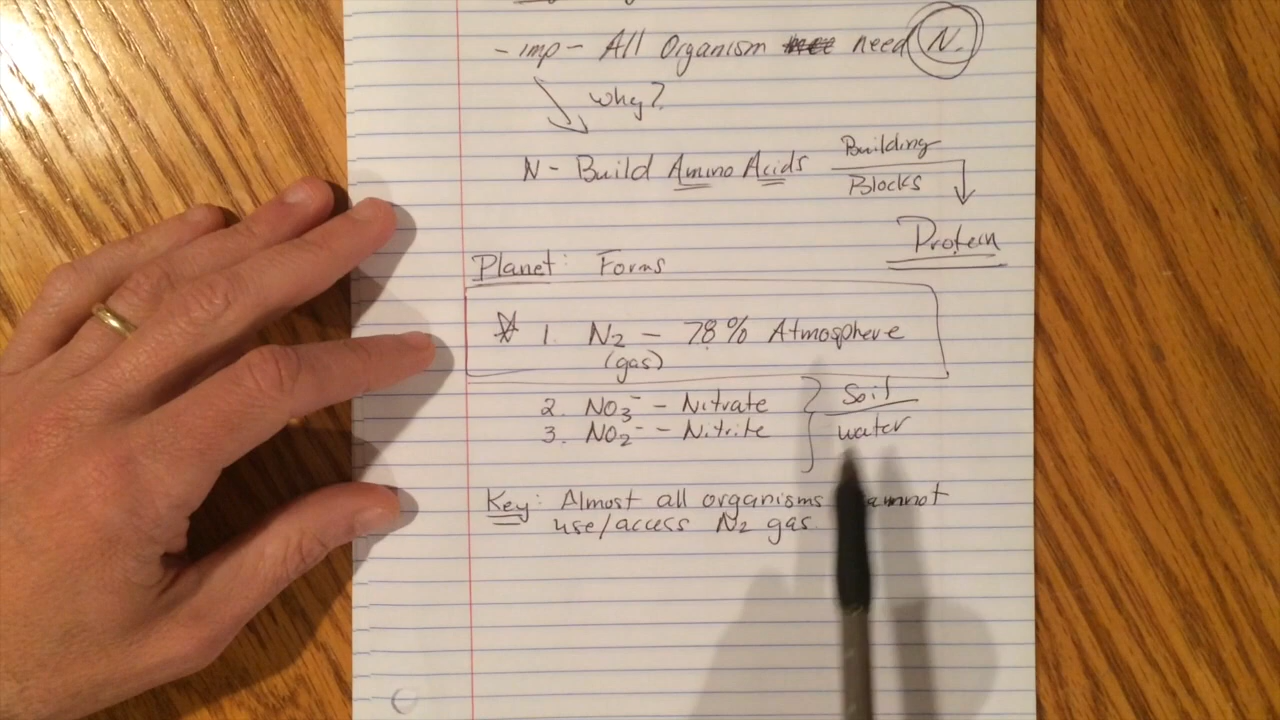 - imp - All Organism need N.
why?
N - Build Amino Acids Building Blocks
Protein
Planet: Forms
1. N2 - 78% Atmosphere
(gas)
2. NO3⁻ - Nitrate Soil
3. NO2⁻ - Nitrite water
Key: Almost all organisms cannot
use/access N2 gas.